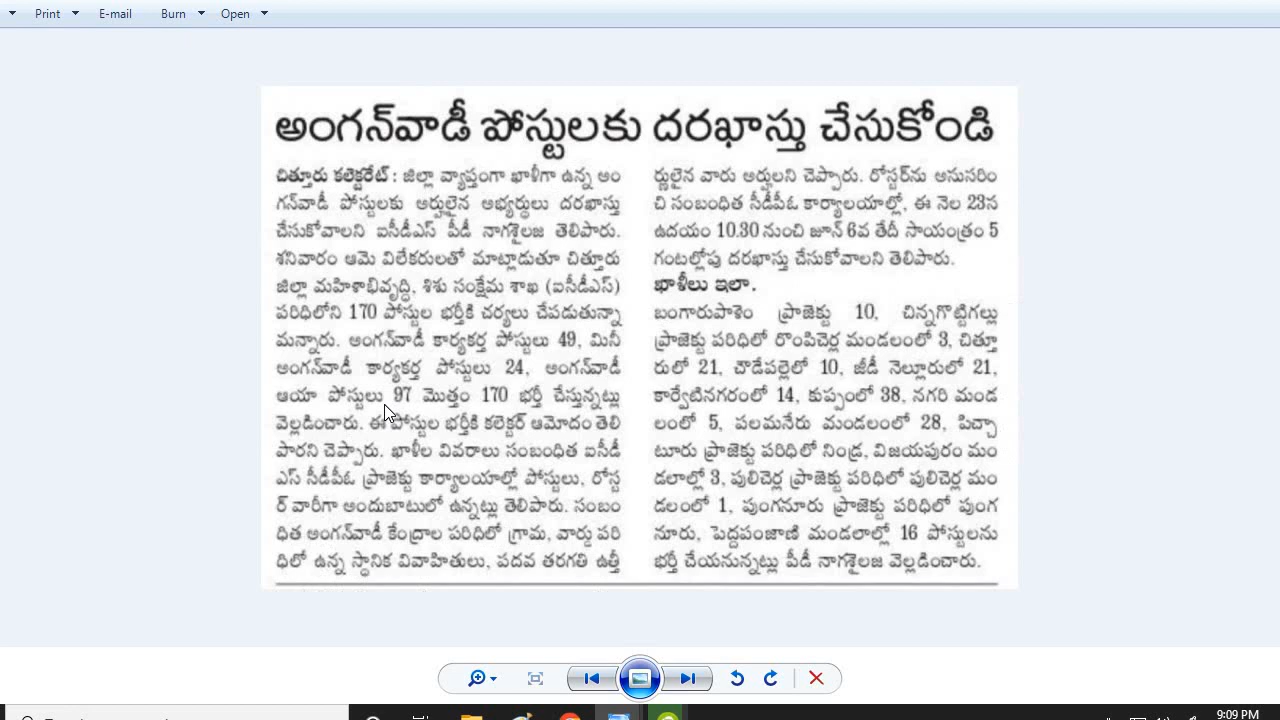 Print
E-mail
Burn
Open
అంగన్‌వాడీ పోస్టులకు దరఖాస్తు చేసుకోండి
చిత్తూరు కలెక్టరేట్ : జిల్లా వ్యాప్తంగా ఖాళీగా ఉన్న అం
గన్‌వాడీ పోస్టులకు అర్హులైన అభ్యర్థులు దరఖాస్తు
చేసుకోవాలని ఐసీడీఎస్ పీడీ నాగశైలజ తెలిపారు.
శనివారం ఆమె విలేకరులతో మాట్లాడుతూ చిత్తూరు
జిల్లా మహిళాభివృద్ధి, శిశు సంక్షేమ శాఖ (ఐసీడీఎస్)
పరిధిలోని 170 పోస్టుల భర్తీకి చర్యలు చేపడుతున్నా
మన్నారు. అంగన్‌వాడీ కార్యకర్త పోస్టులు 49, మినీ
అంగన్‌వాడీ కార్యకర్త పోస్టులు 24, అంగన్‌వాడీ
ఆయా పోస్టులు 97 మొత్తం 170 భర్తీ చేస్తున్నట్లు
వెల్లడించారు. ఈ పోస్టుల భర్తీకి కలెక్టర్ ఆమోదం తెలి
పారని చెప్పారు. ఖాళీల వివరాలు సంబంధిత ఐసీడీ
ఎస్ సీడీపీఓ ప్రాజెక్టు కార్యాలయాల్లో పోస్టులు, రోస్ట
ర్ వారీగా అందుబాటులో ఉన్నట్లు తెలిపారు. సంబం
ధిత అంగన్‌వాడీ కేంద్రాల పరిధిలో గ్రామ, వార్డు పరి
ధిలో ఉన్న స్థానిక వివాహితులు, పదవ తరగతి ఉత్తీ
ర్ణులైన వారు అర్హులని చెప్పారు. రోస్టర్‌ను అనుసరిం
చి సంబంధిత సీడీపీఓ కార్యాలయాల్లో, ఈ నెల 23న
ఉదయం 10.30 నుంచి జూన్ 6వ తేదీ సాయంత్రం 5
గంటల్లోపు దరఖాస్తు చేసుకోవాలని తెలిపారు.
ఖాళీలు ఇలా.
బంగారుపాళెం ప్రాజెక్టు 10, చిన్నగొట్టిగల్లు
ప్రాజెక్టు పరిధిలో రొంపిచెర్ల మండలంలో 3, చిత్తూ
రులో 21, చౌడేపల్లెలో 10, జీడీ నెల్లూరులో 21,
కార్వేటినగరంలో 14, కుప్పంలో 38, నగరి మండ
లంలో 5, పలమనేరు మండలంలో 28, పిచ్చా
టూరు ప్రాజెక్టు పరిధిలో నిండ్ర, విజయపురం మం
డలాల్లో 3, పులిచెర్ల ప్రాజెక్టు పరిధిలో పులిచెర్ల మం
డలంలో 1, పుంగనూరు ప్రాజెక్టు పరిధిలో పుంగ
నూరు, పెద్దపంజాణి మండలాల్లో 16 పోస్టులను
భర్తీ చేయనున్నట్లు పీడీ నాగశైలజ వెల్లడించారు.
9:09 PM